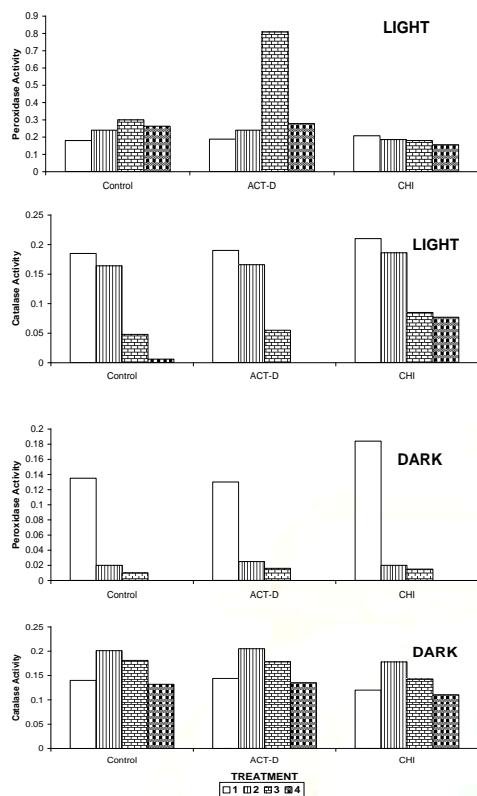 LIGHT
Peroxidase Activity
0.9
0.8
0.7
0.6
0.5
0.4
0.3
0.2
0.1
0
Control ACT-D CHI
LIGHT
Catalase Activity
0.25
0.2
0.15
0.1
0.05
0
Control ACT-D CHI
DARK
Peroxidase Activity
0.2
0.18
0.16
0.14
0.12
0.1
0.08
0.06
0.04
0.02
0
Control ACT-D CHI
DARK
Catalase Activity
0.25
0.2
0.15
0.1
0.05
0
Control ACT-D CHI
TREATMENT
1 2 3 4